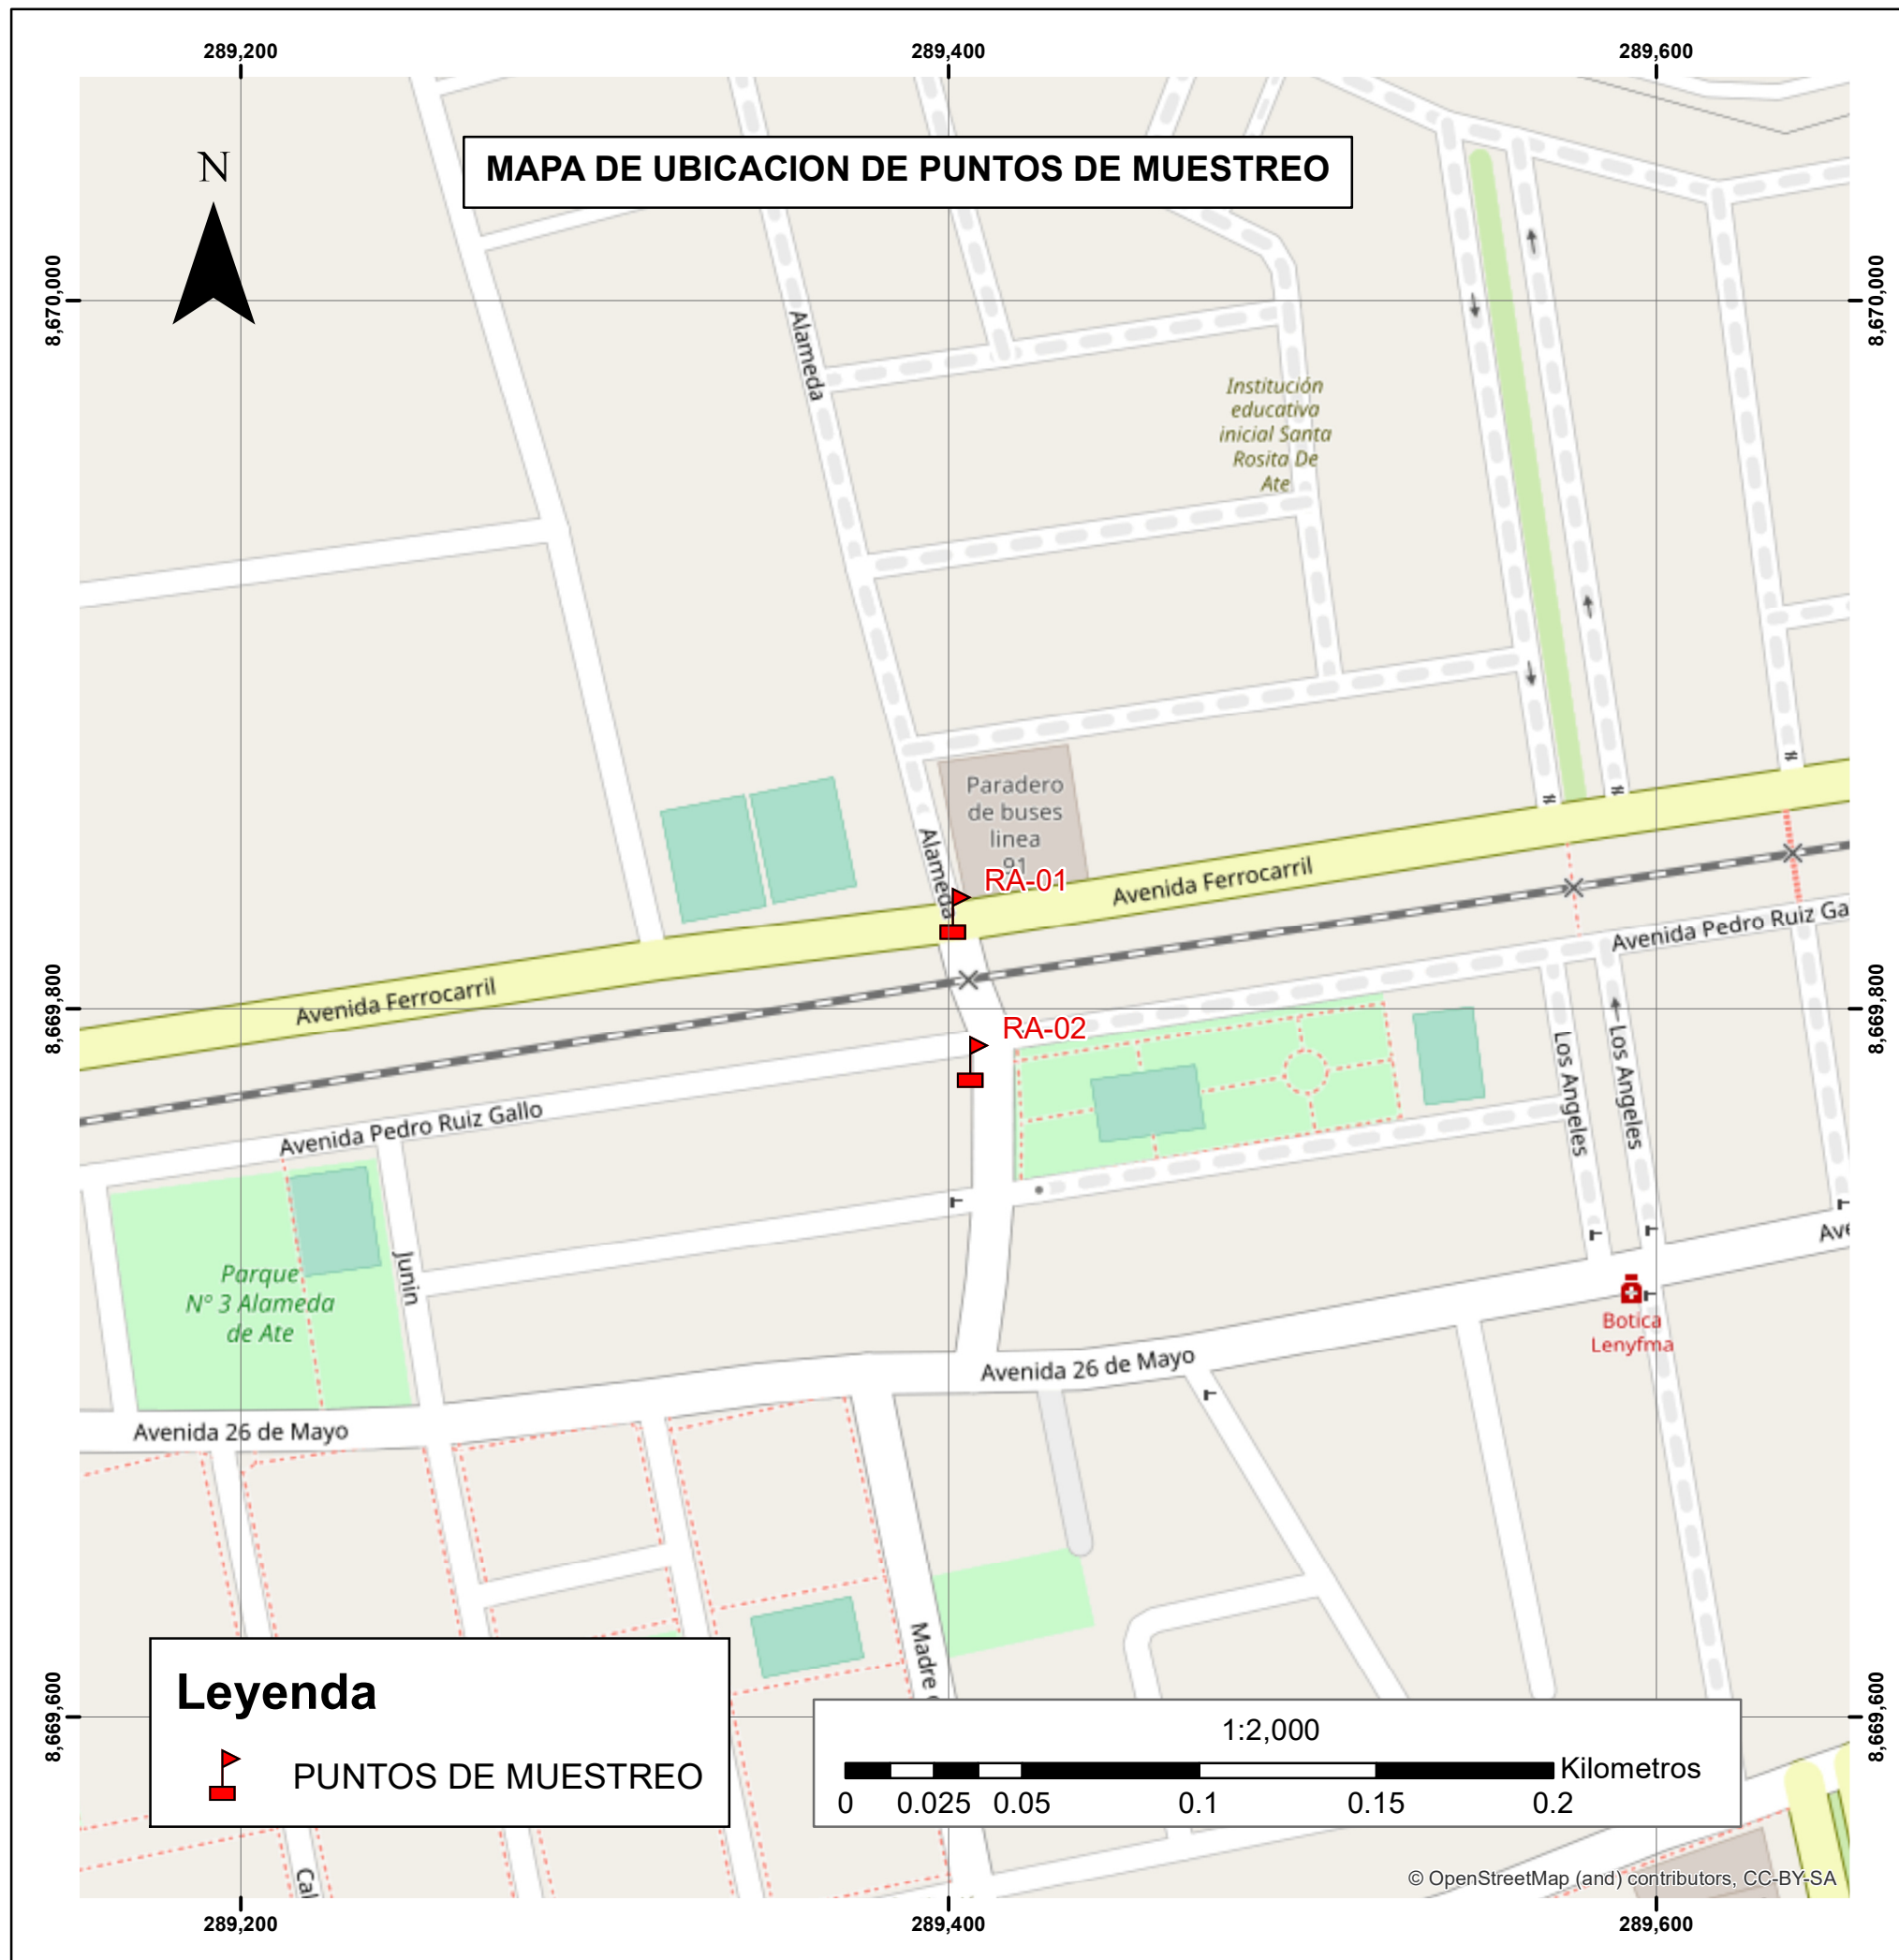 289,200
289,400
289,600
MAPA DE UBICACION DE PUNTOS DE MUESTREO
N
8,670,000
8,670,000
Alameda
Institución
educativa
inicial Santa
Rosita De
Ate
Paradero
de buses
linea
91
Alameda
RA-01
Avenida Ferrocarril
Avenida Pedro Ruiz Ga
Avenida Ferrocarril
8,669,800
8,669,800
RA-02
Los Angeles
Los Angeles
Avenida Pedro Ruiz Gallo
Junin
Parque
Nº 3 Alameda
de Ate
Ave
Botica
Lenyfma
Avenida 26 de Mayo
Avenida 26 de Mayo
Madre
8,669,600
8,669,600
Leyenda
PUNTOS DE MUESTREO
1:2,000
Kilometros
0 0.025 0.05 0.1 0.15 0.2
Cal
© OpenStreetMap (and) contributors, CC-BY-SA
289,200
289,400
289,600